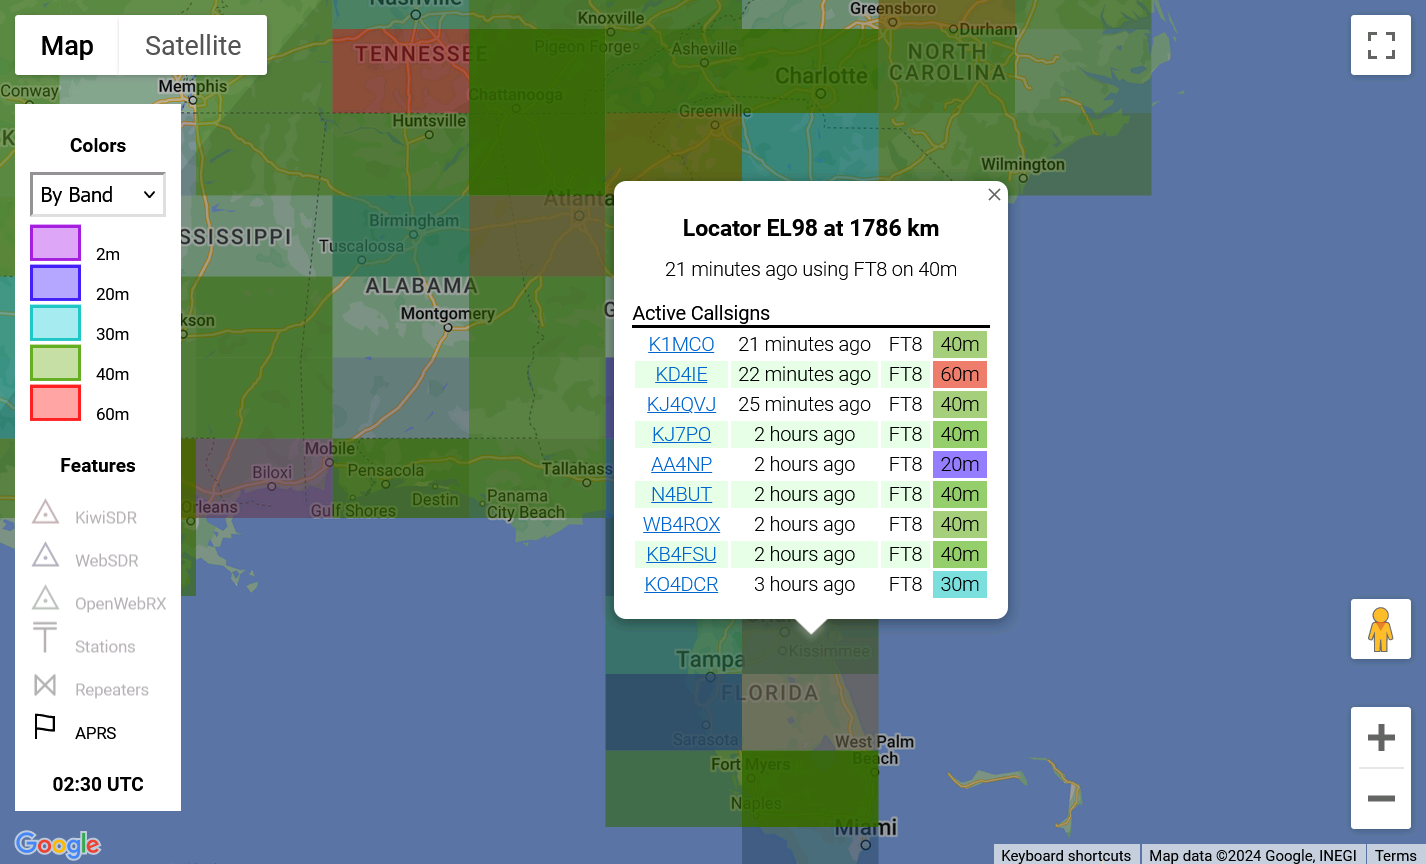 Map
Satellite
Nashville
Knoxville
Greensboro
Durham
TENNESSEE
Pigeon Forge
Asheville
NORTH
CAROLINA
Charlotte
Conway
Memphis
Chattanooga
Greenville
Huntsville
Wilmington
Colors
By Band
2m
20m
30m
40m
60m
Features
KiwiSDR
WebSDR
OpenWebRX
Stations
Repeaters
APRS
02:30 UTC
Atlanta
Birmingham
Tuscaloosa
SSISSIPPI
ALABAMA
Montgomery
kson
G
Mobile
Biloxi
Pensacola
Tallahass
Orleans
Gulf Shores
Destin
Panama
City Beach
Locator EL98 at 1786 km
21 minutes ago using FT8 on 40m
Active Callsigns
K1MCO 21 minutes ago FT8 40m
KD4IE 22 minutes ago FT8 60m
KJ4QVJ 25 minutes ago FT8 40m
KJ7PO 2 hours ago FT8 40m
AA4NP 2 hours ago FT8 20m
N4BUT 2 hours ago FT8 40m
WB4ROX 2 hours ago FT8 40m
KB4FSU 2 hours ago FT8 40m
KO4DCR 3 hours ago FT8 30m
Kissimmee
Tampa
FLORIDA
Sarasota
West Palm
Beach
Fort Myers
Naples
Miami
Google
Keyboard shortcuts
Map data ©2024 Google, INEGI
Terms